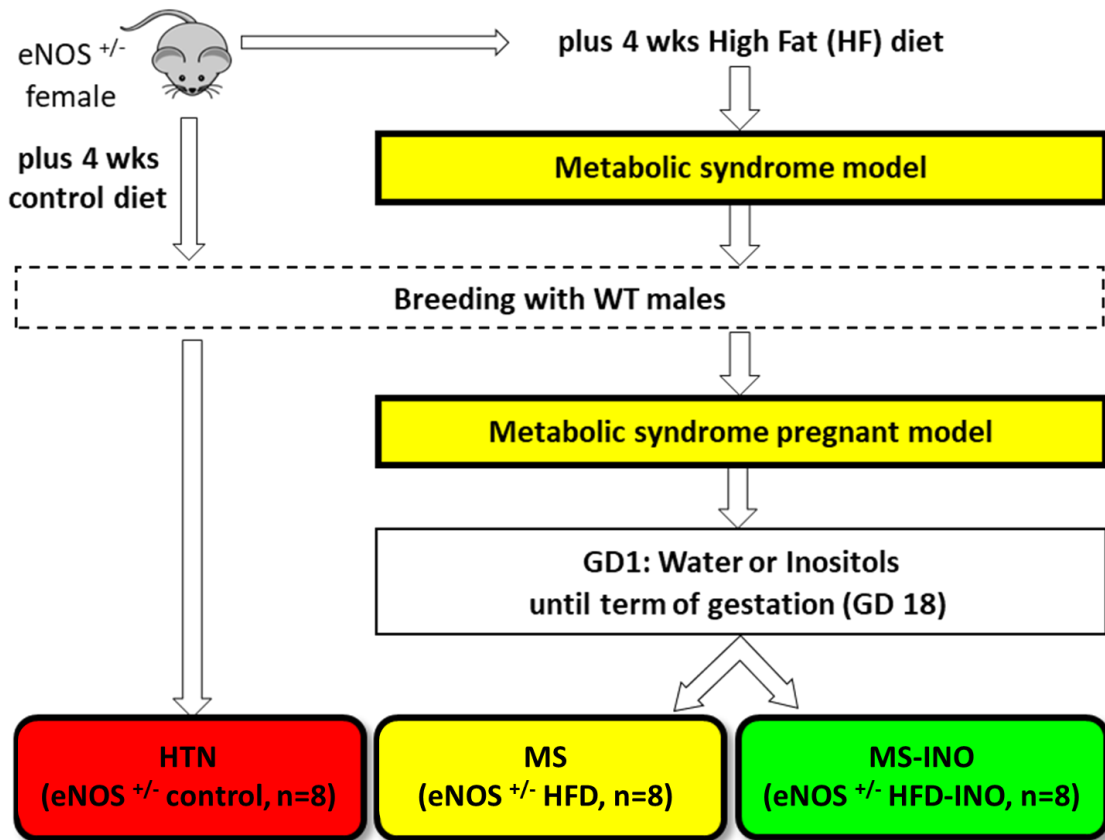 eNOS +/-
female
plus 4 wks High Fat (HF) diet
plus 4 wks
control diet
Metabolic syndrome model
Breeding with WT males
Metabolic syndrome pregnant model
GD1: Water or Inositols
until term of gestation (GD 18)
HTN
(eNOS +/- control, n=8)
MS
(eNOS +/- HFD, n=8)
MS-INO
(eNOS +/- HFD-INO, n=8)